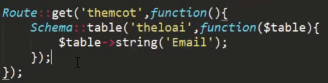 Route::get('themcot',function(){
Schema::table('theloai',function($table){
$table->string('Email');
});
});